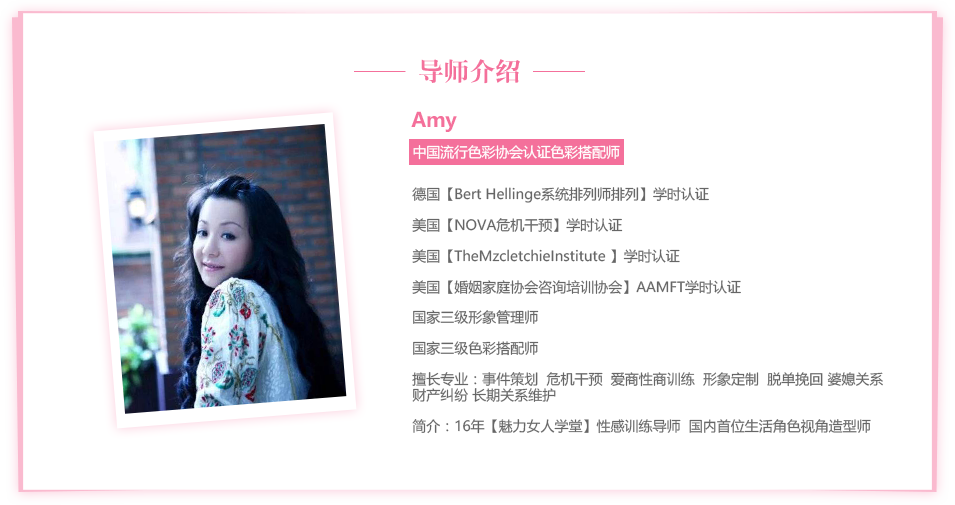 导师介绍
Amy
中国流行色彩协会认证色彩搭配师
德国【Bert Hellinge系统排列师排列】学时认证
美国【NOVA危机干预】学时认证
美国【TheMzcletchieInstitute 】学时认证
美国【婚姻家庭协会咨询培训协会】AAMFT学时认证
国家三级形象管理师
国家三级色彩搭配师
擅长专业：事件策划 危机干预 爱商性商训练 形象定制 脱单挽回 婆媳关系
财产纠纷 长期关系维护
简介：16年【魅力女人学堂】性感训练导师 国内首位生活角色视角造型师